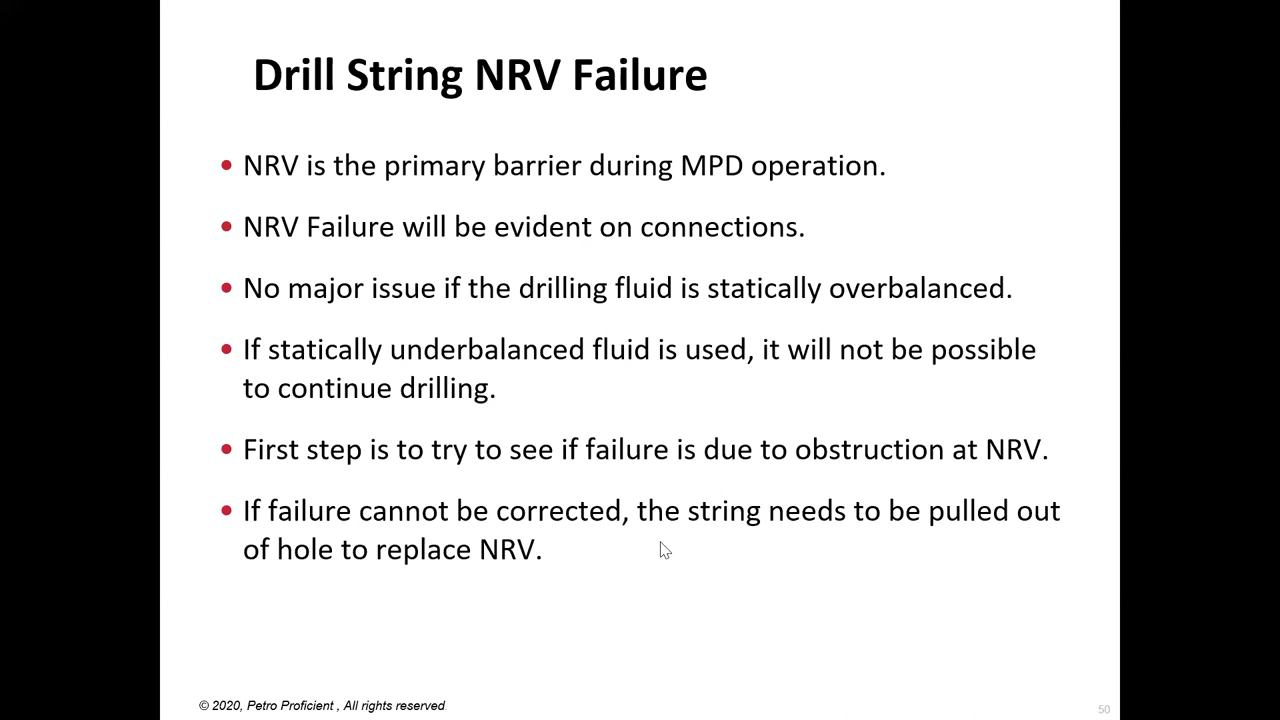 Drill String NRV Failure
• NRV is the primary barrier during MPD operation.
• NRV Failure will be evident on connections.
• No major issue if the drilling fluid is statically overbalanced.
• If statically underbalanced fluid is used, it will not be possible
to continue drilling.
• First step is to try to see if failure is due to obstruction at NRV.
• If failure cannot be corrected, the string needs to be pulled out
of hole to replace NRV.
© 2020, Petro Proficient , All rights reserved
50